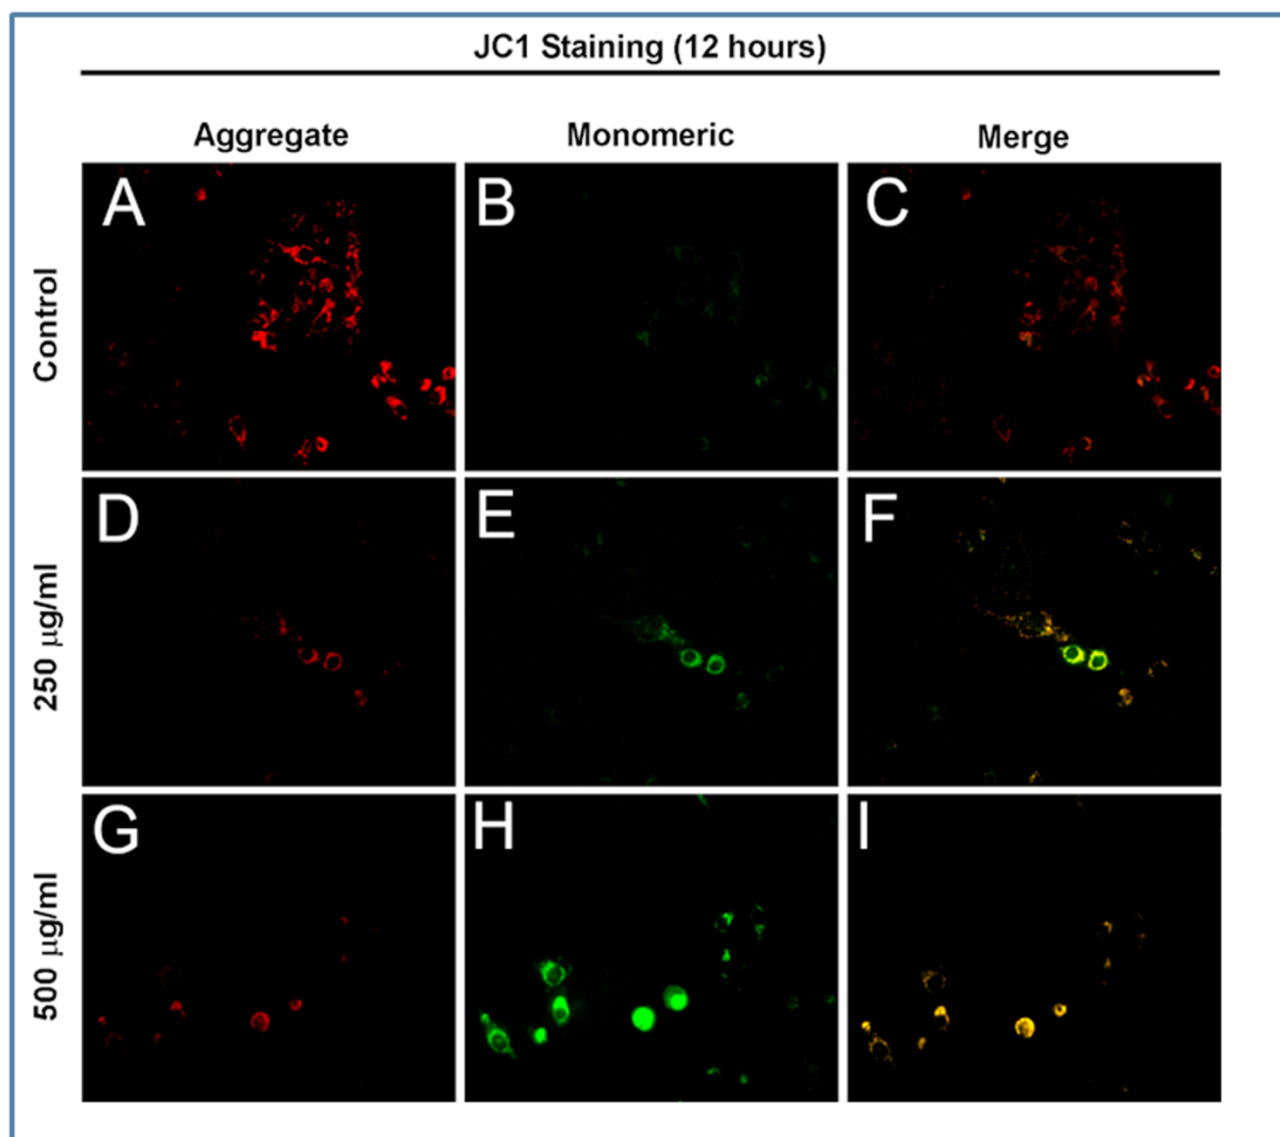 JC1 Staining (12 hours)
Aggregate Monomeric Merge
Control
A B C
250 μg/ml
D E F
500 μg/ml
G H I